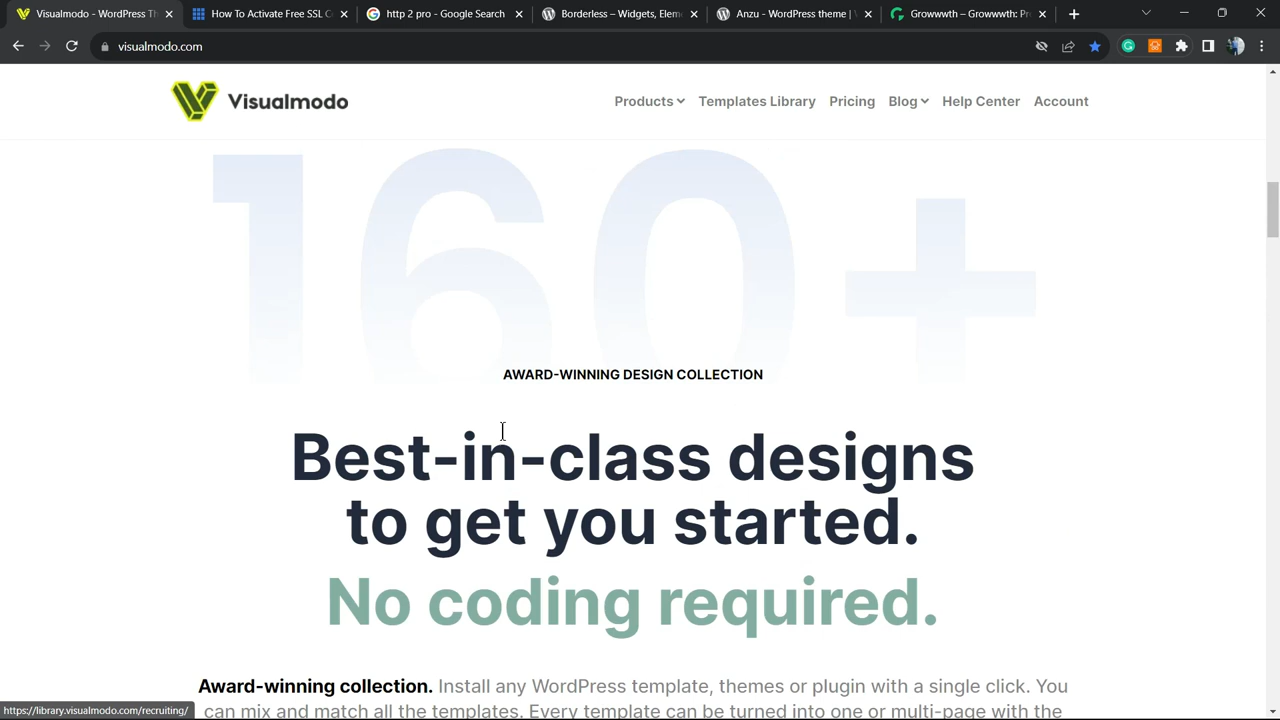 Visualmodo - WordPress Th
How To Activate Free SSL C
http 2 pro - Google Search
Borderless – Widgets, Elem
Anzu - WordPress theme | \
Growwwth – Growwwth: Pr
visualmodo.com
Visualmodo
Products
Templates Library
Pricing
Blog
Help Center
Account
160+
AWARD-WINNING DESIGN COLLECTION
Best-in-class designs
to get you started.
No coding required.
Award-winning collection. Install any WordPress template, themes or plugin with a single click. You
can mix and match all the templates. Every template can be turned into one or multi-page with the
https://library.visualmodo.com/recruiting/